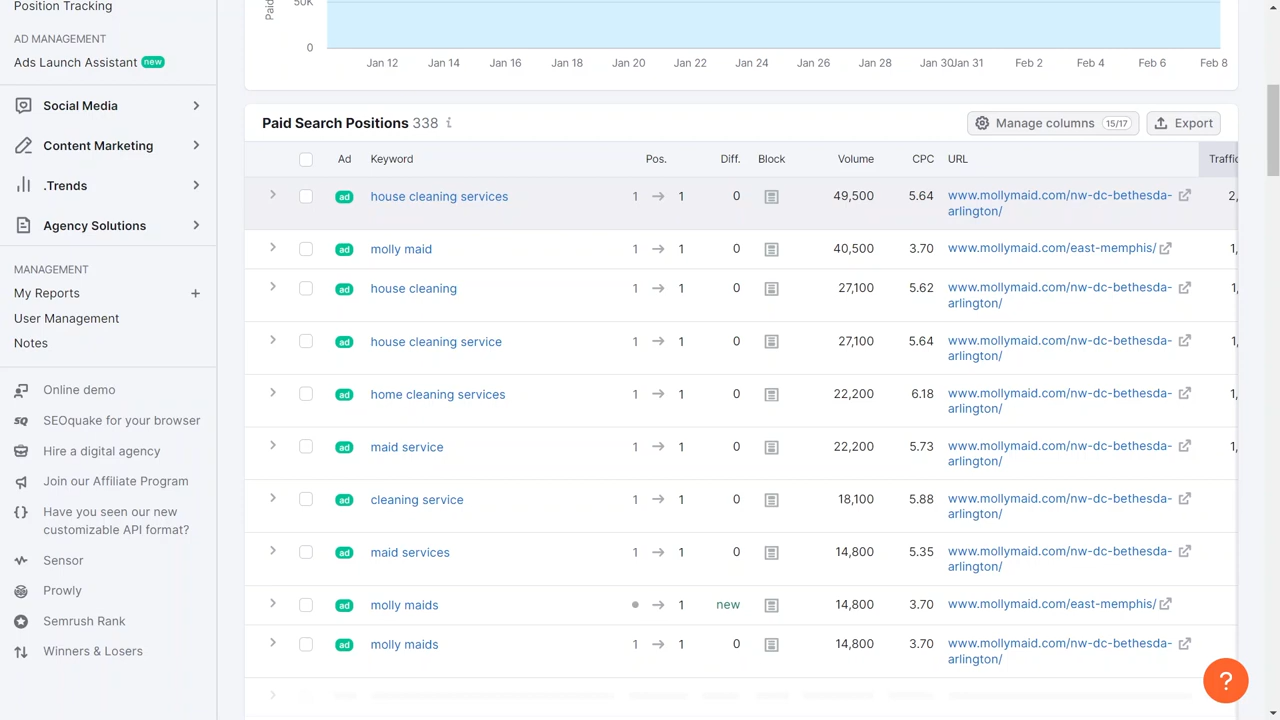 Position Tracking
AD MANAGEMENT
Ads Launch Assistant new
Social Media
Content Marketing
.Trends
Agency Solutions
MANAGEMENT
My Reports +
User Management
Notes
Online demo
SEOquake for your browser
Hire a digital agency
Join our Affiliate Program
Have you seen our new
customizable API format?
Sensor
Prowly
Semrush Rank
Winners & Losers
Paid
50K
0
Jan 12 Jan 14 Jan 16 Jan 18 Jan 20 Jan 22 Jan 24 Jan 26 Jan 28 Jan 30 Jan 31 Feb 2 Feb 4 Feb 6 Feb 8
Paid Search Positions 338 i
Manage columns 15/17 Export
Ad Keyword Pos. Diff. Block Volume CPC URL Traffic
ad house cleaning services 1 → 1 0 49,500 5.64 www.mollymaid.com/nw-dc-bethesda- 2,
arlington/
ad molly maid 1 → 1 0 40,500 3.70 www.mollymaid.com/east-memphis/ 1,
ad house cleaning 1 → 1 0 27,100 5.62 www.mollymaid.com/nw-dc-bethesda- 1,
arlington/
ad house cleaning service 1 → 1 0 27,100 5.64 www.mollymaid.com/nw-dc-bethesda- 1,
arlington/
ad home cleaning services 1 → 1 0 22,200 6.18 www.mollymaid.com/nw-dc-bethesda- 1,
arlington/
ad maid service 1 → 1 0 22,200 5.73 www.mollymaid.com/nw-dc-bethesda- 1,
arlington/
ad cleaning service 1 → 1 0 18,100 5.88 www.mollymaid.com/nw-dc-bethesda-
arlington/
ad maid services 1 → 1 0 14,800 5.35 www.mollymaid.com/nw-dc-bethesda-
arlington/
ad molly maids ● → 1 new 14,800 3.70 www.mollymaid.com/east-memphis/
ad molly maids 1 → 1 0 14,800 3.70 www.mollymaid.com/nw-dc-bethesda-
arlington/
?